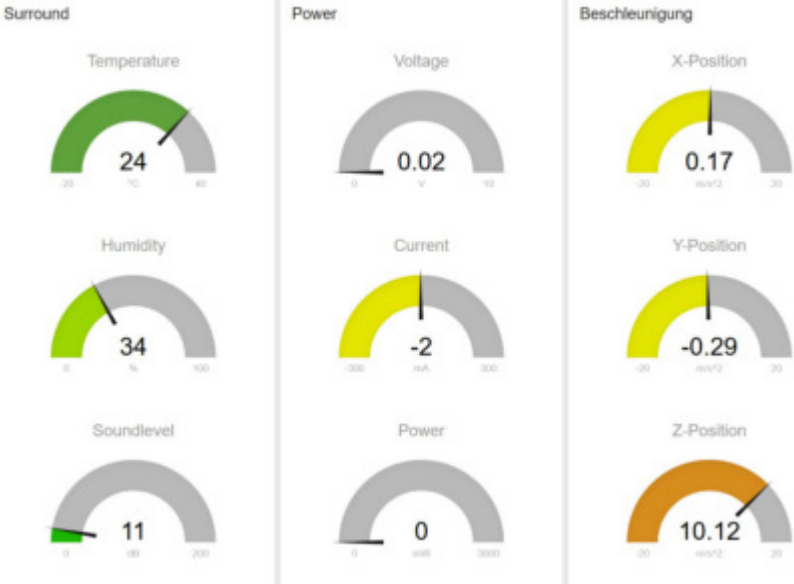 Surround
Temperature
24
-20 °C 40
Humidity
34
0 % 100
Soundlevel
11
0 dB 200
Power
Voltage
0.02
0 V 10
Current
-2
-300 mA 300
Power
0
0 mW 3000
Beschleunigung
X-Position
0.17
-20 m/s^2 20
Y-Position
-0.29
-20 m/s^2 20
Z-Position
10.12
-20 m/s^2 20